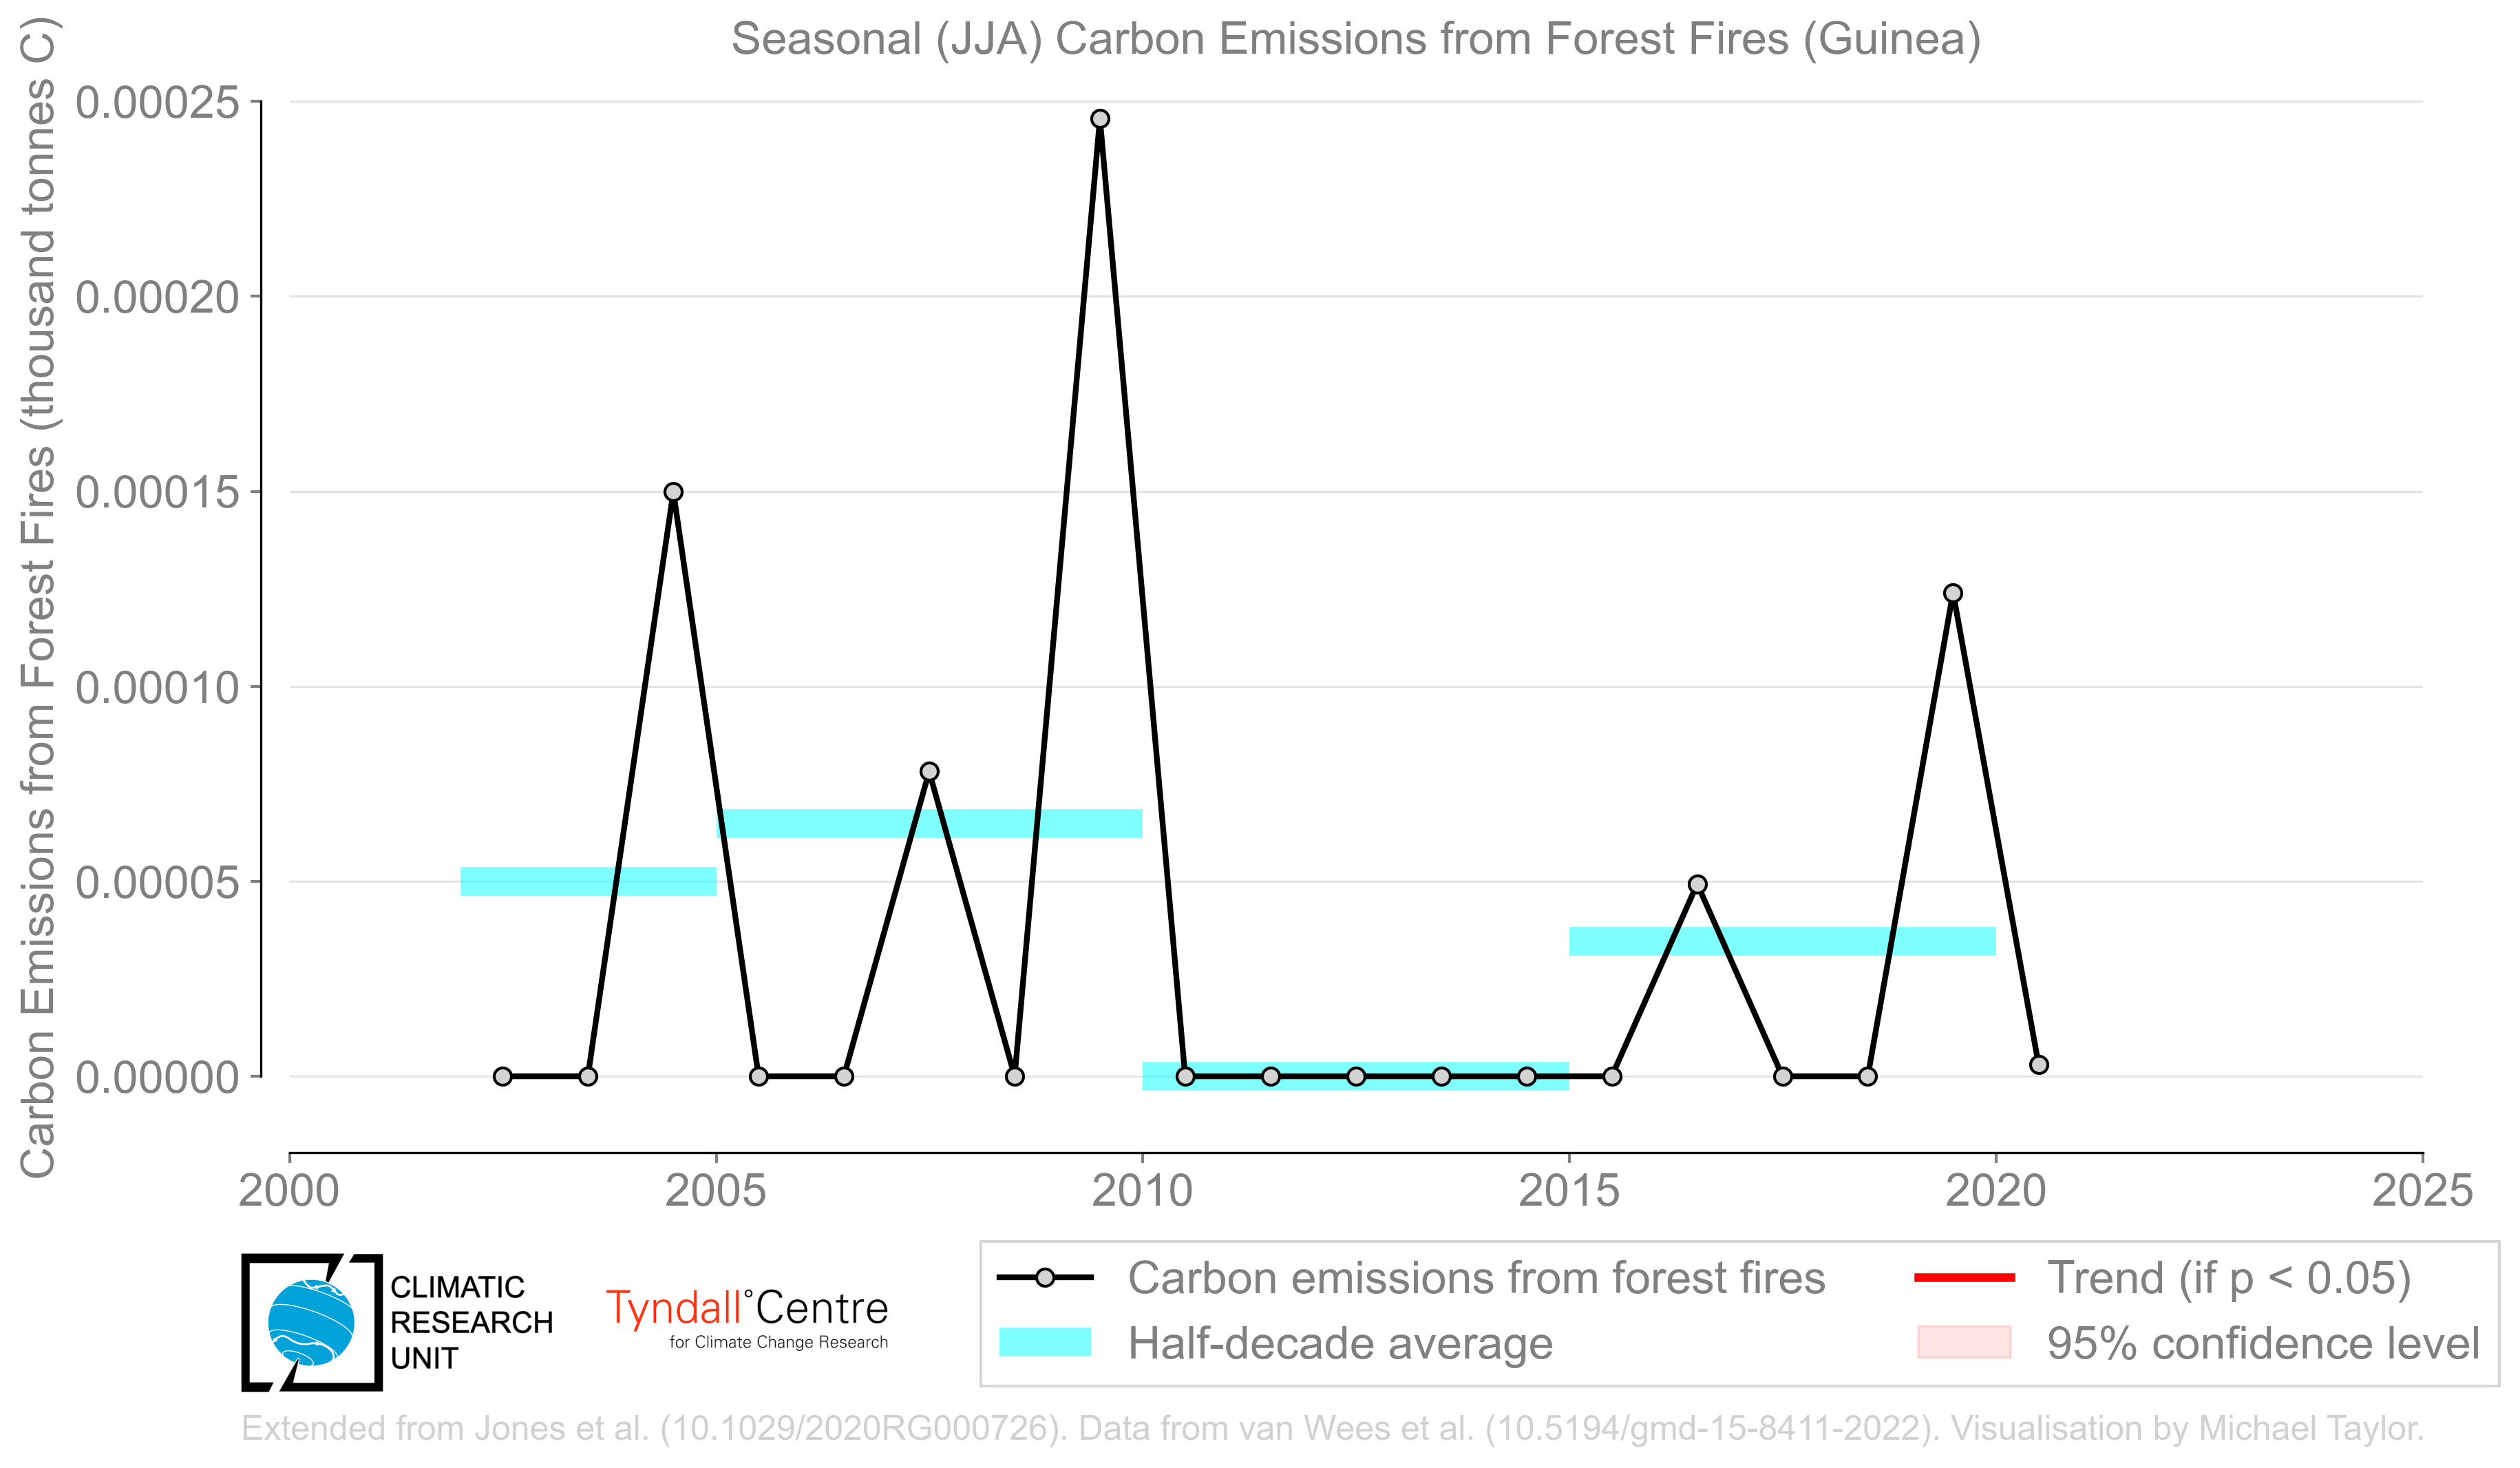 Seasonal (JJA) Carbon Emissions from Forest Fires (Guinea)
Carbon Emissions from Forest Fires (thousand tonnes C)
0.00025
0.00020
0.00015
0.00010
0.00005
0.00000
2000 2005 2010 2015 2020 2025
CLIMATIC
RESEARCH
UNIT
Tyndall°Centre
for Climate Change Research
Carbon emissions from forest fires
Half-decade average
Trend (if p < 0.05)
95% confidence level
Extended from Jones et al. (10.1029/2020RG000726). Data from van Wees et al. (10.5194/gmd-15-8411-2022). Visualisation by Michael Taylor.